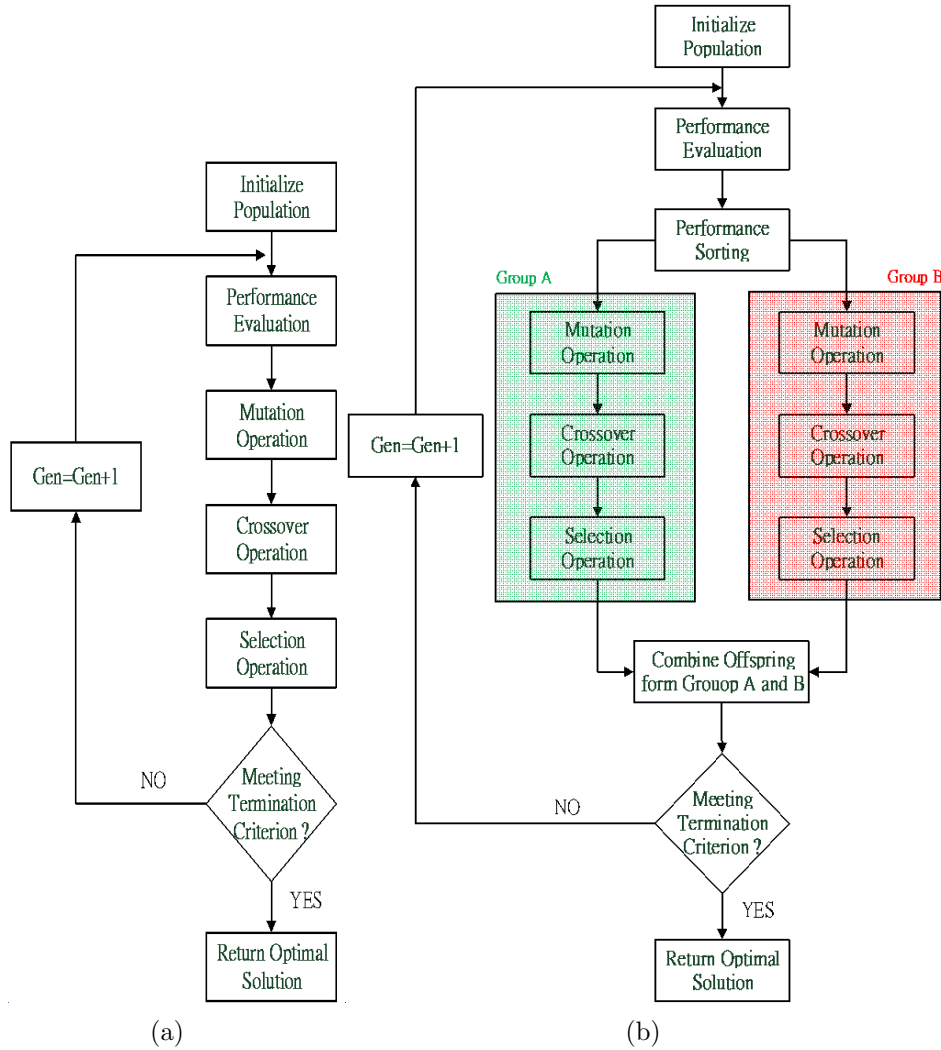 Initialize
Population
Performance
Evaluation
Mutation
Operation
Gen=Gen+1
Crossover
Operation
Selection
Operation
NO
Meeting
Termination
Criterion ?
YES
Return Optimal
Solution
(a)
Initialize
Population
Performance
Evaluation
Performance
Sorting
Group A
Group B
Mutation
Operation
Mutation
Operation
Gen=Gen+1
Crossover
Operation
Crossover
Operation
Selection
Operation
Selection
Operation
Combine Offspring
form Grouop A and B
NO
Meeting
Termination
Criterion ?
YES
Return Optimal
Solution
(b)